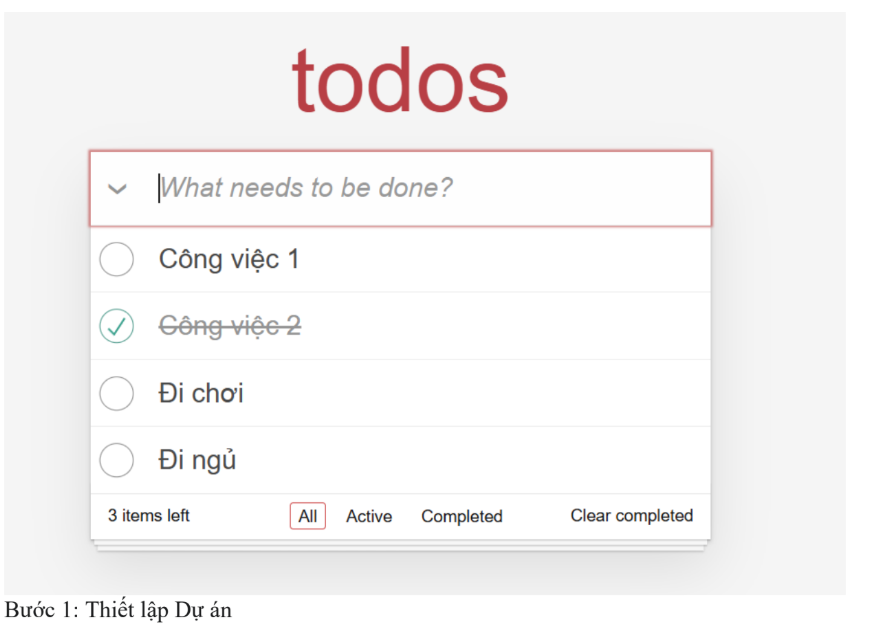 todos
What needs to be done?
Công việc 1
Công việc 2
Đi chơi
Đi ngủ
3 items left All Active Completed Clear completed
Bước 1: Thiết lập Dự án